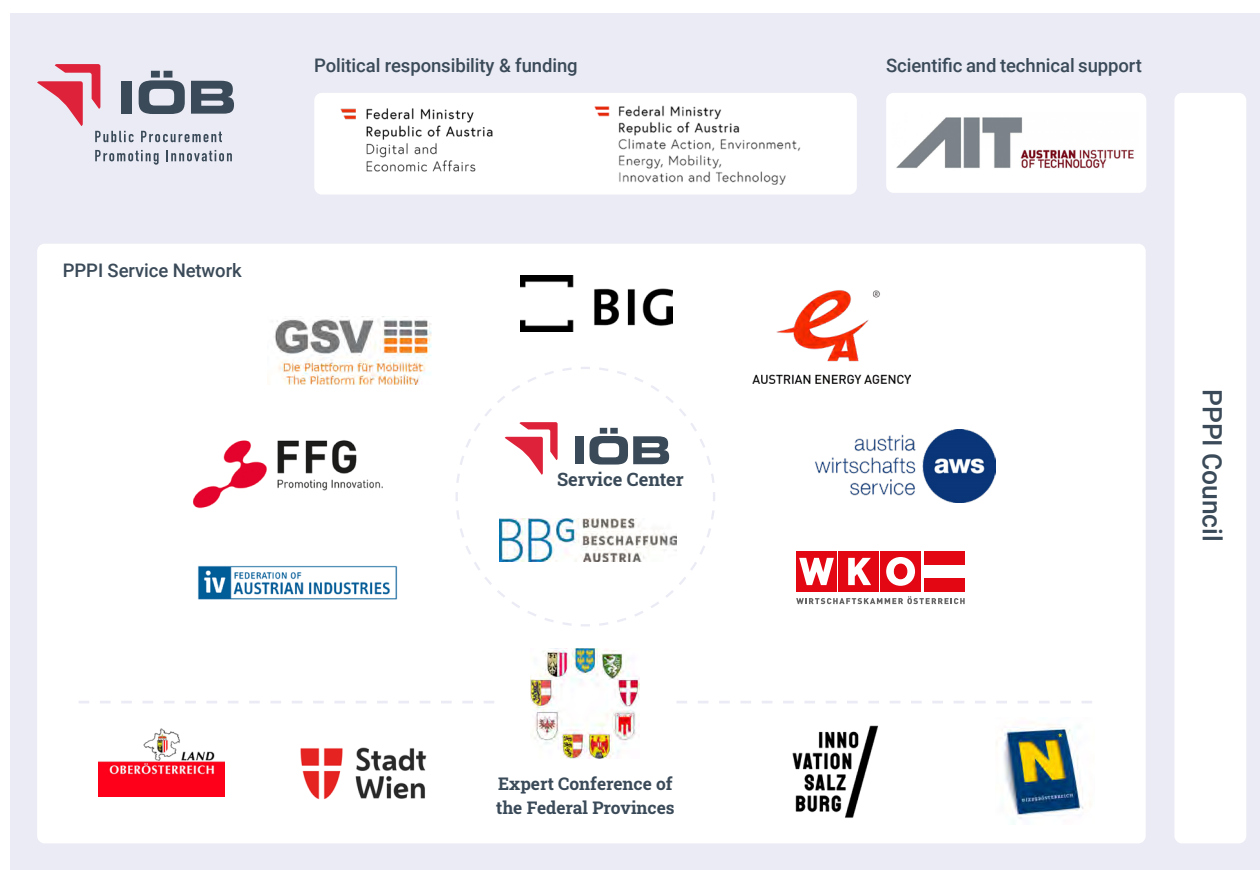 IÖB
Public Procurement
Promoting Innovation
Political responsibility & funding
Federal Ministry
Republic of Austria
Digital and
Economic Affairs
Federal Ministry
Republic of Austria
Climate Action, Environment,
Energy, Mobility,
Innovation and Technology
Scientific and technical support
AIT
AUSTRIAN INSTITUTE
OF TECHNOLOGY
PPPI Council
PPPI Service Network
GSV
Die Plattform für Mobilität
The Platform for Mobility
BIG
eA ®
AUSTRIAN ENERGY AGENCY
FFG
Promoting Innovation.
IÖB
Service Center
BBG
BUNDES
BESCHAFFUNG
AUSTRIA
austria
wirtschafts
service
aws
iv
FEDERATION OF
AUSTRIAN INDUSTRIES
WKO
WIRTSCHAFTSKAMMER ÖSTERREICH
LAND
OBERÖSTERREICH
Stadt
Wien
Expert Conference of
the Federal Provinces
INNO
VATION
SALZ
BURG
N
NIEDERÖSTERREICH